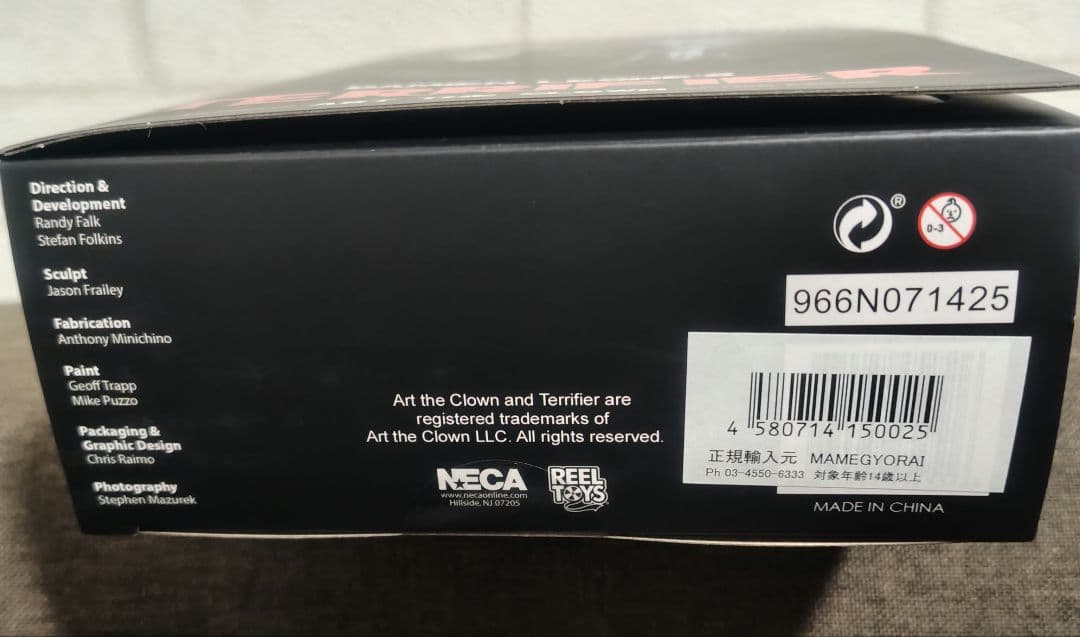 TERRIFIER
Direction &
Development
Randy Falk
Stefan Folkins
Sculpt
Jason Frailey
Fabrication
Anthony Minichino
Paint
Geoff Trapp
Mike Puzzo
Packaging &
Graphic Design
Chris Raimo
Photography
Stephen Mazurek
Art the Clown and Terrifier are
registered trademarks of
Art the Clown LLC. All rights reserved.
NECA
www.necaonline.com
Hillside, NJ 07205
REEL
TOYS
®
0-3
966N071425
4 580714 150025
正規輸入元 MAMEGYORAI
Ph 03-4550-6333 対象年齢14歳以上
MADE IN CHINA